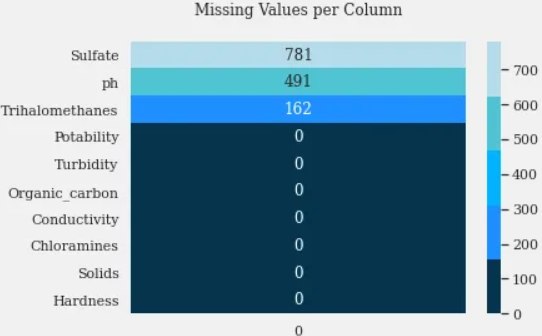 Missing Values per Column
Sulfate 781
ph 491
Trihalomethanes 162
Potability 0
Turbidity 0
Organic_carbon 0
Conductivity 0
Chloramines 0
Solids 0
Hardness 0
0
700
600
500
400
300
200
100
0